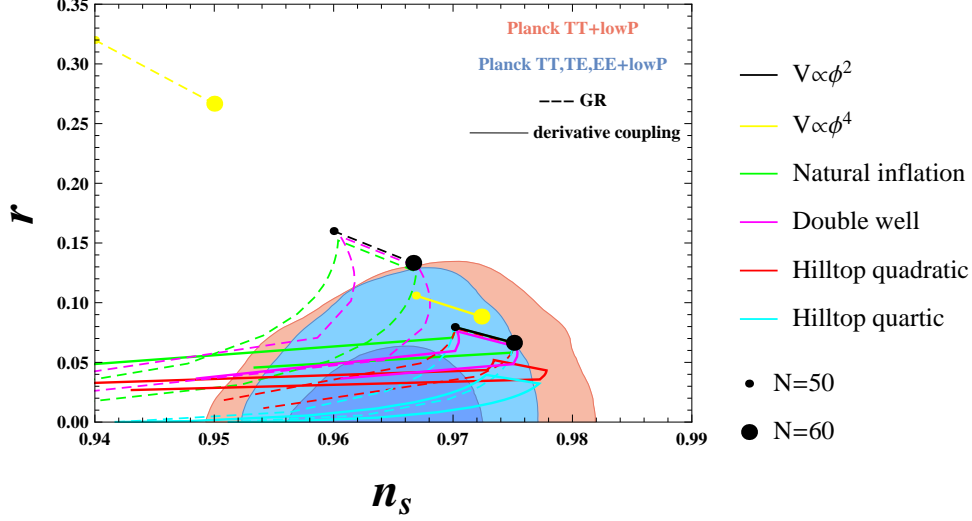 0.35
0.30
0.25
0.20
0.15
0.10
0.05
0.00
r
0.94 0.95 0.96 0.97 0.98 0.99
n_s
Planck TT+lowP
Planck TT,TE,EE+lowP
GR
derivative coupling
V∝ϕ²
V∝ϕ⁴
Natural inflation
Double well
Hilltop quadratic
Hilltop quartic
N=50
N=60